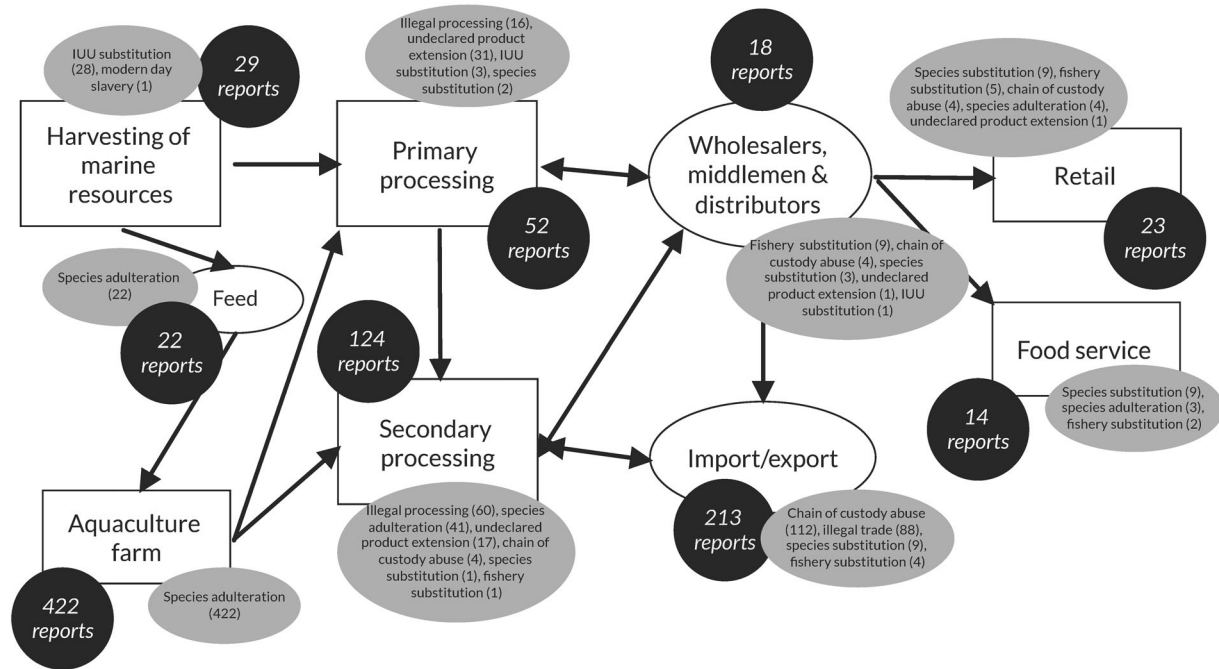 IUU substitution
(28), modern day
slavery (1)
29
reports
Harvesting of
marine
resources
Illegal processing (16),
undeclared product
extension (31), IUU
substitution (3), species
substitution (2)
Primary
processing
52
reports
18
reports
Wholesalers,
middlemen &
distributors
Fishery substitution (9), chain
of custody abuse (4), species
substitution (3), undeclared
product extension (1), IUU
substitution (1)
Species substitution (9), fishery
substitution (5), chain of custody
abuse (4), species adulteration (4),
undeclared product extension (1)
Retail
23
reports
Species adulteration
(22)
Feed
22
reports
124
reports
Secondary
processing
Illegal processing (60), species
adulteration (41), undeclared
product extension (17), chain of
custody abuse (4), species
substitution (1), fishery
substitution (1)
Food service
14
reports
Species substitution (9),
species adulteration (3),
fishery substitution (2)
Import/export
213
reports
Chain of custody abuse
(112), illegal trade (88),
species substitution (9),
fishery substitution (4)
Aquaculture
farm
422
reports
Species adulteration
(422)